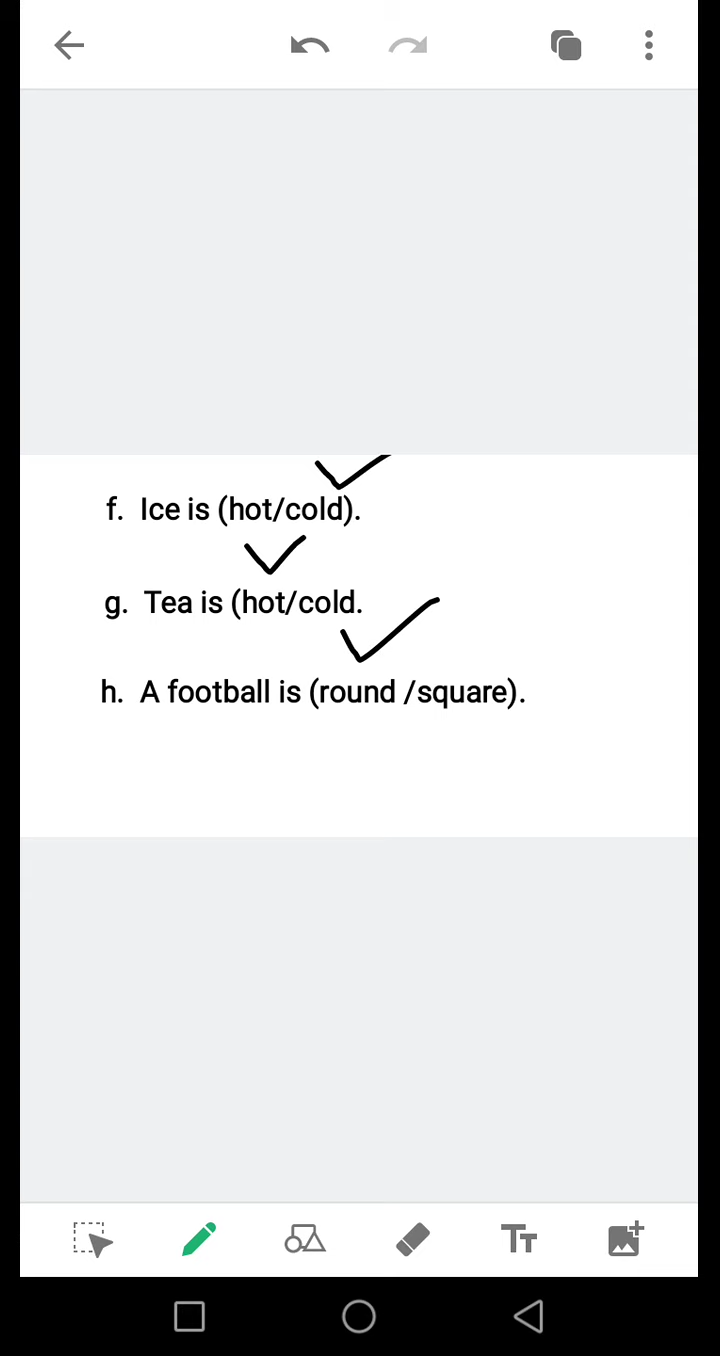 f. Ice is (hot/cold).
g. Tea is (hot/cold.
h. A football is (round /square).